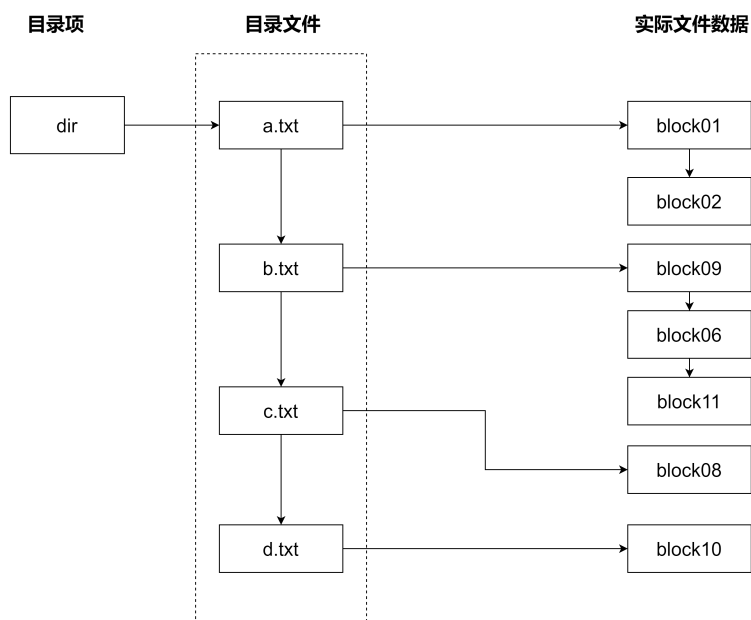 目录项
目录文件
实际文件数据
dir
a.txt
block01
block02
b.txt
block09
block06
block11
c.txt
block08
d.txt
block10